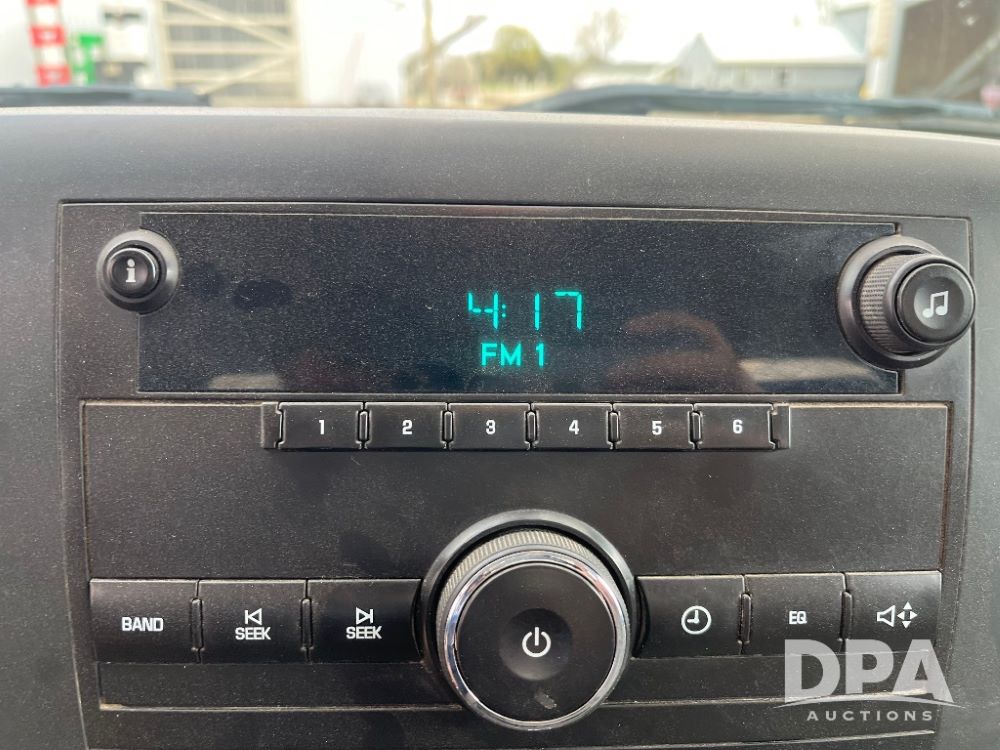 i
4:17
FM 1
1 2 3 4 5 6
BAND SEEK SEEK EQ
DPA
AUCTIONS